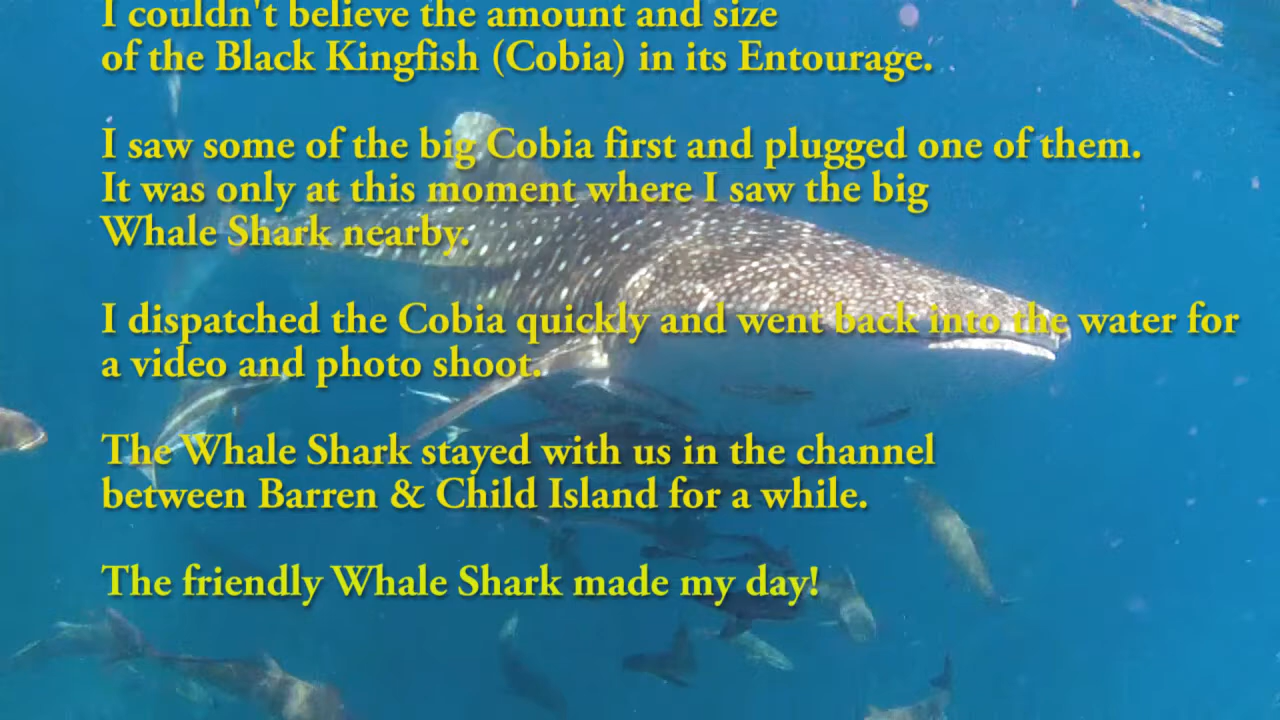 I couldn't believe the amount and size
of the Black Kingfish (Cobia) in its Entourage.
I saw some of the big Cobia first and plugged one of them.
It was only at this moment where I saw the big
Whale Shark nearby.
I dispatched the Cobia quickly and went back into the water for
a video and photo shoot.
The Whale Shark stayed with us in the channel
between Barren & Child Island for a while.
The friendly Whale Shark made my day!